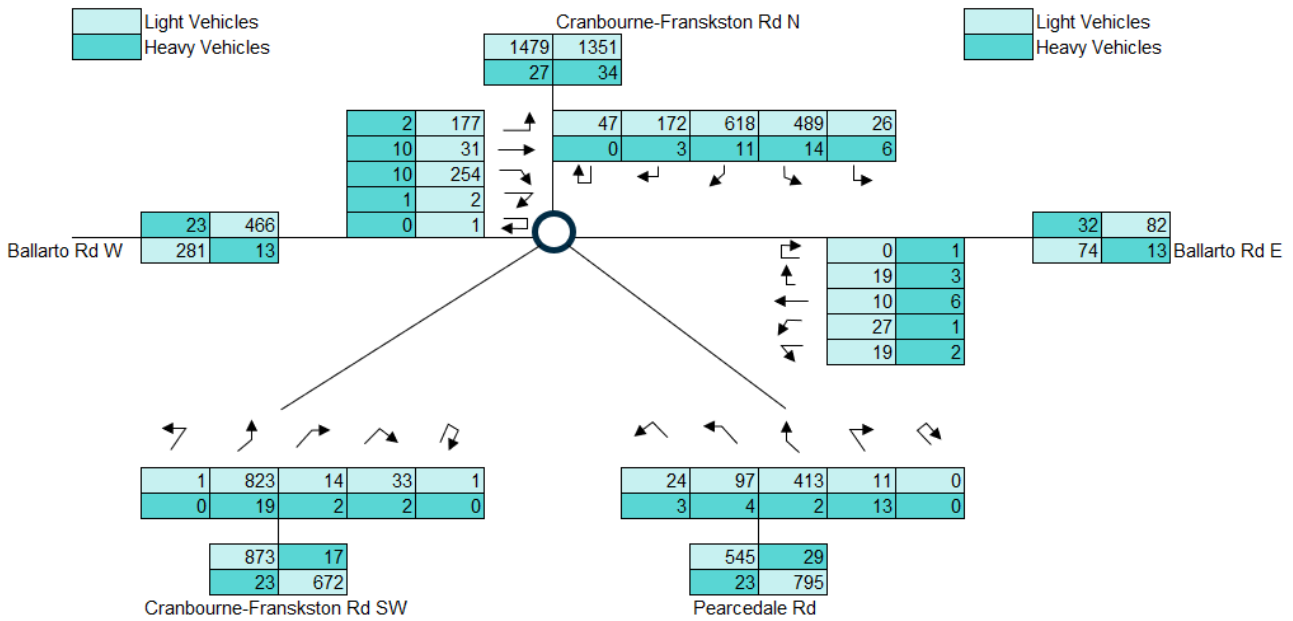 Light Vehicles
Heavy Vehicles
Cranbourne-Franskston Rd N
Light Vehicles
Heavy Vehicles
1479 1351
27 34
2 177
10 31
10 254
1 2
0 1
47 172 618 489 26
0 3 11 14 6
23 466
281 13
Ballarto Rd W
32 82
74 13
Ballarto Rd E
0 1
19 3
10 6
27 1
19 2
1 823 14 33 1
0 19 2 2 0
24 97 413 11 0
3 4 2 13 0
873 17
23 672
Cranbourne-Franskston Rd SW
545 29
23 795
Pearcedale Rd